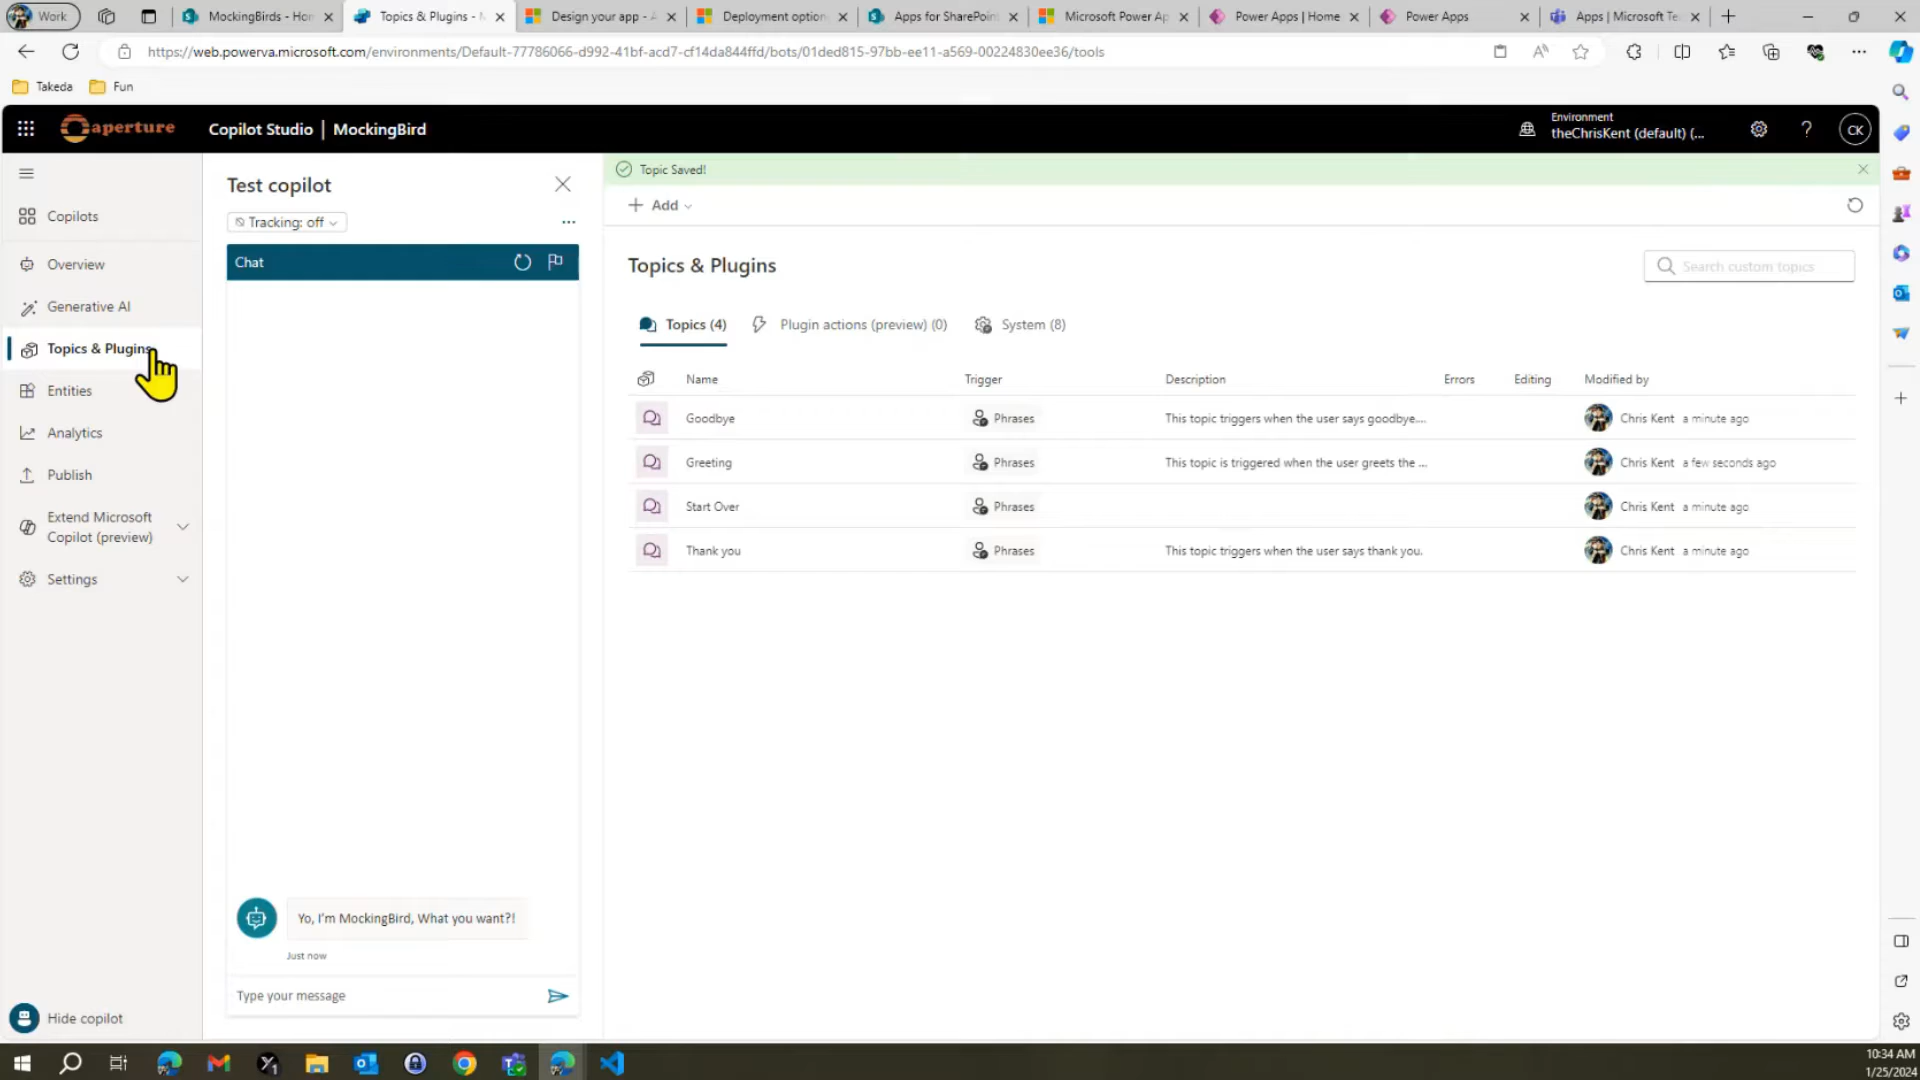 Work
MockingBirds - Hor
Topics & Plugins - M
Design your app - A
Deployment option
Apps for SharePoin
Microsoft Power Ap
Power Apps | Home
Power Apps
Apps | Microsoft Te
https://web.powerva.microsoft.com/environments/Default-77786066-d992-41bf-acd7-cf14da844ffd/bots/01ded815-97bb-ee11-a569-00224830ee36/tools
Takeda
Fun
aperture
Copilot Studio | MockingBird
Environment
theChrisKent (default) (...
?
CK
Copilots
Overview
Generative AI
Topics & Plugins
Entities
Analytics
Publish
Extend Microsoft
Copilot (preview)
Settings
Hide copilot
Test copilot
Tracking: off
Chat
Yo, I'm MockingBird, What you want?!
Just now
Type your message
Topic Saved!
Add
Topics & Plugins
Search custom topics
Topics (4)
Plugin actions (preview) (0)
System (8)
Name Trigger Description Errors Editing Modified by
Goodbye Phrases This topic triggers when the user says goodbye.... Chris Kent a minute ago
Greeting Phrases This topic is triggered when the user greets the ... Chris Kent a few seconds ago
Start Over Phrases Chris Kent a minute ago
Thank you Phrases This topic triggers when the user says thank you. Chris Kent a minute ago
10:34 AM
1/25/2024